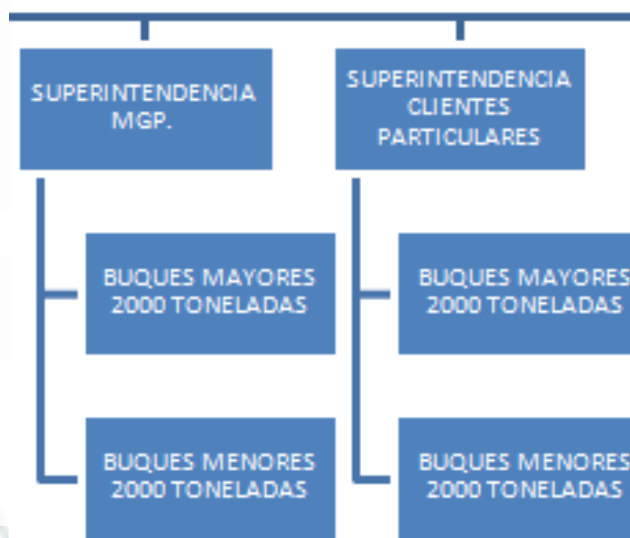 SUPERINTENDENCIA
MGP.
SUPERINTENDENCIA
CLIENTES
PARTICULARES
BUQUES MAYORES
2000 TONELADAS
BUQUES MAYORES
2000 TONELADAS
BUQUES MENORES
2000 TONELADAS
BUQUES MENORES
2000 TONELADAS